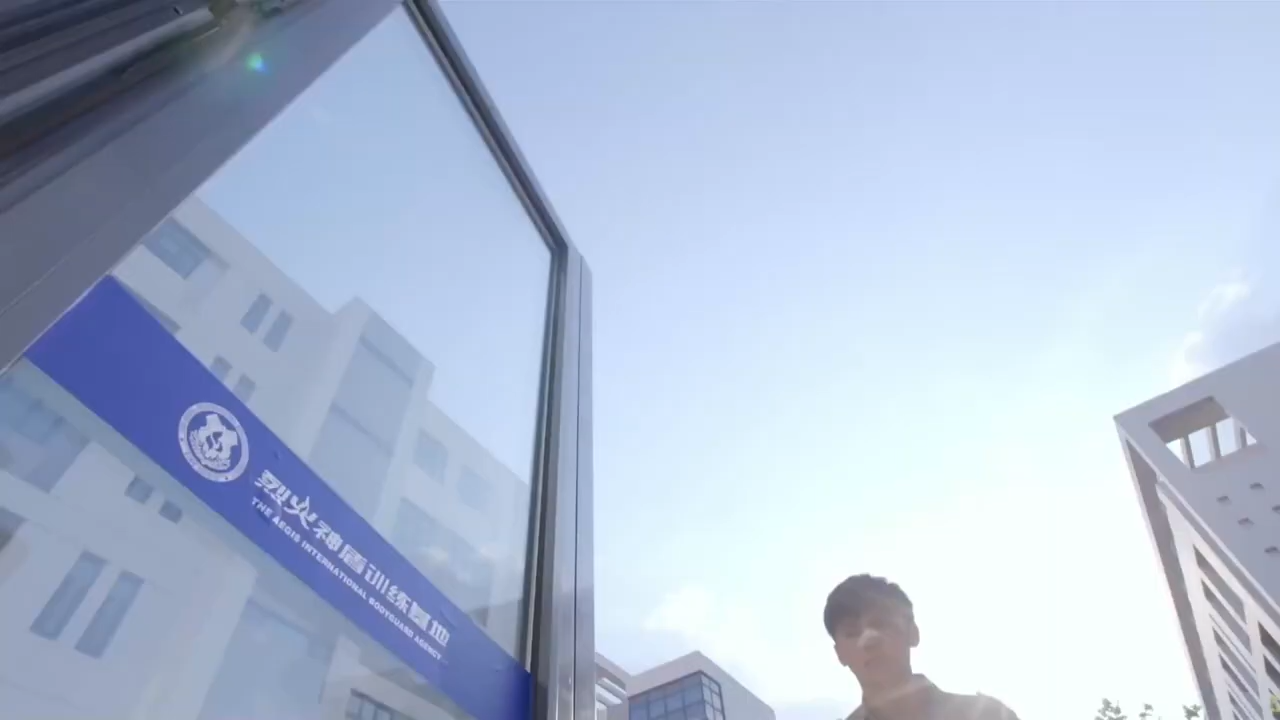 烈火神盾训练基地
THE AEGIS INTERNATIONAL BODYGUARD AGENCY